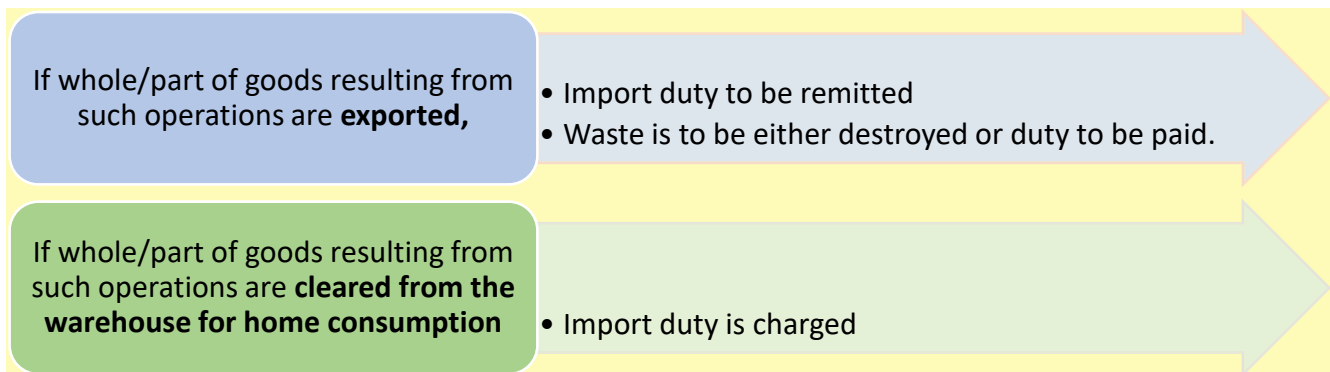 If whole/part of goods resulting from
such operations are exported,
• Import duty to be remitted
• Waste is to be either destroyed or duty to be paid.
If whole/part of goods resulting from
such operations are cleared from the
warehouse for home consumption
• Import duty is charged